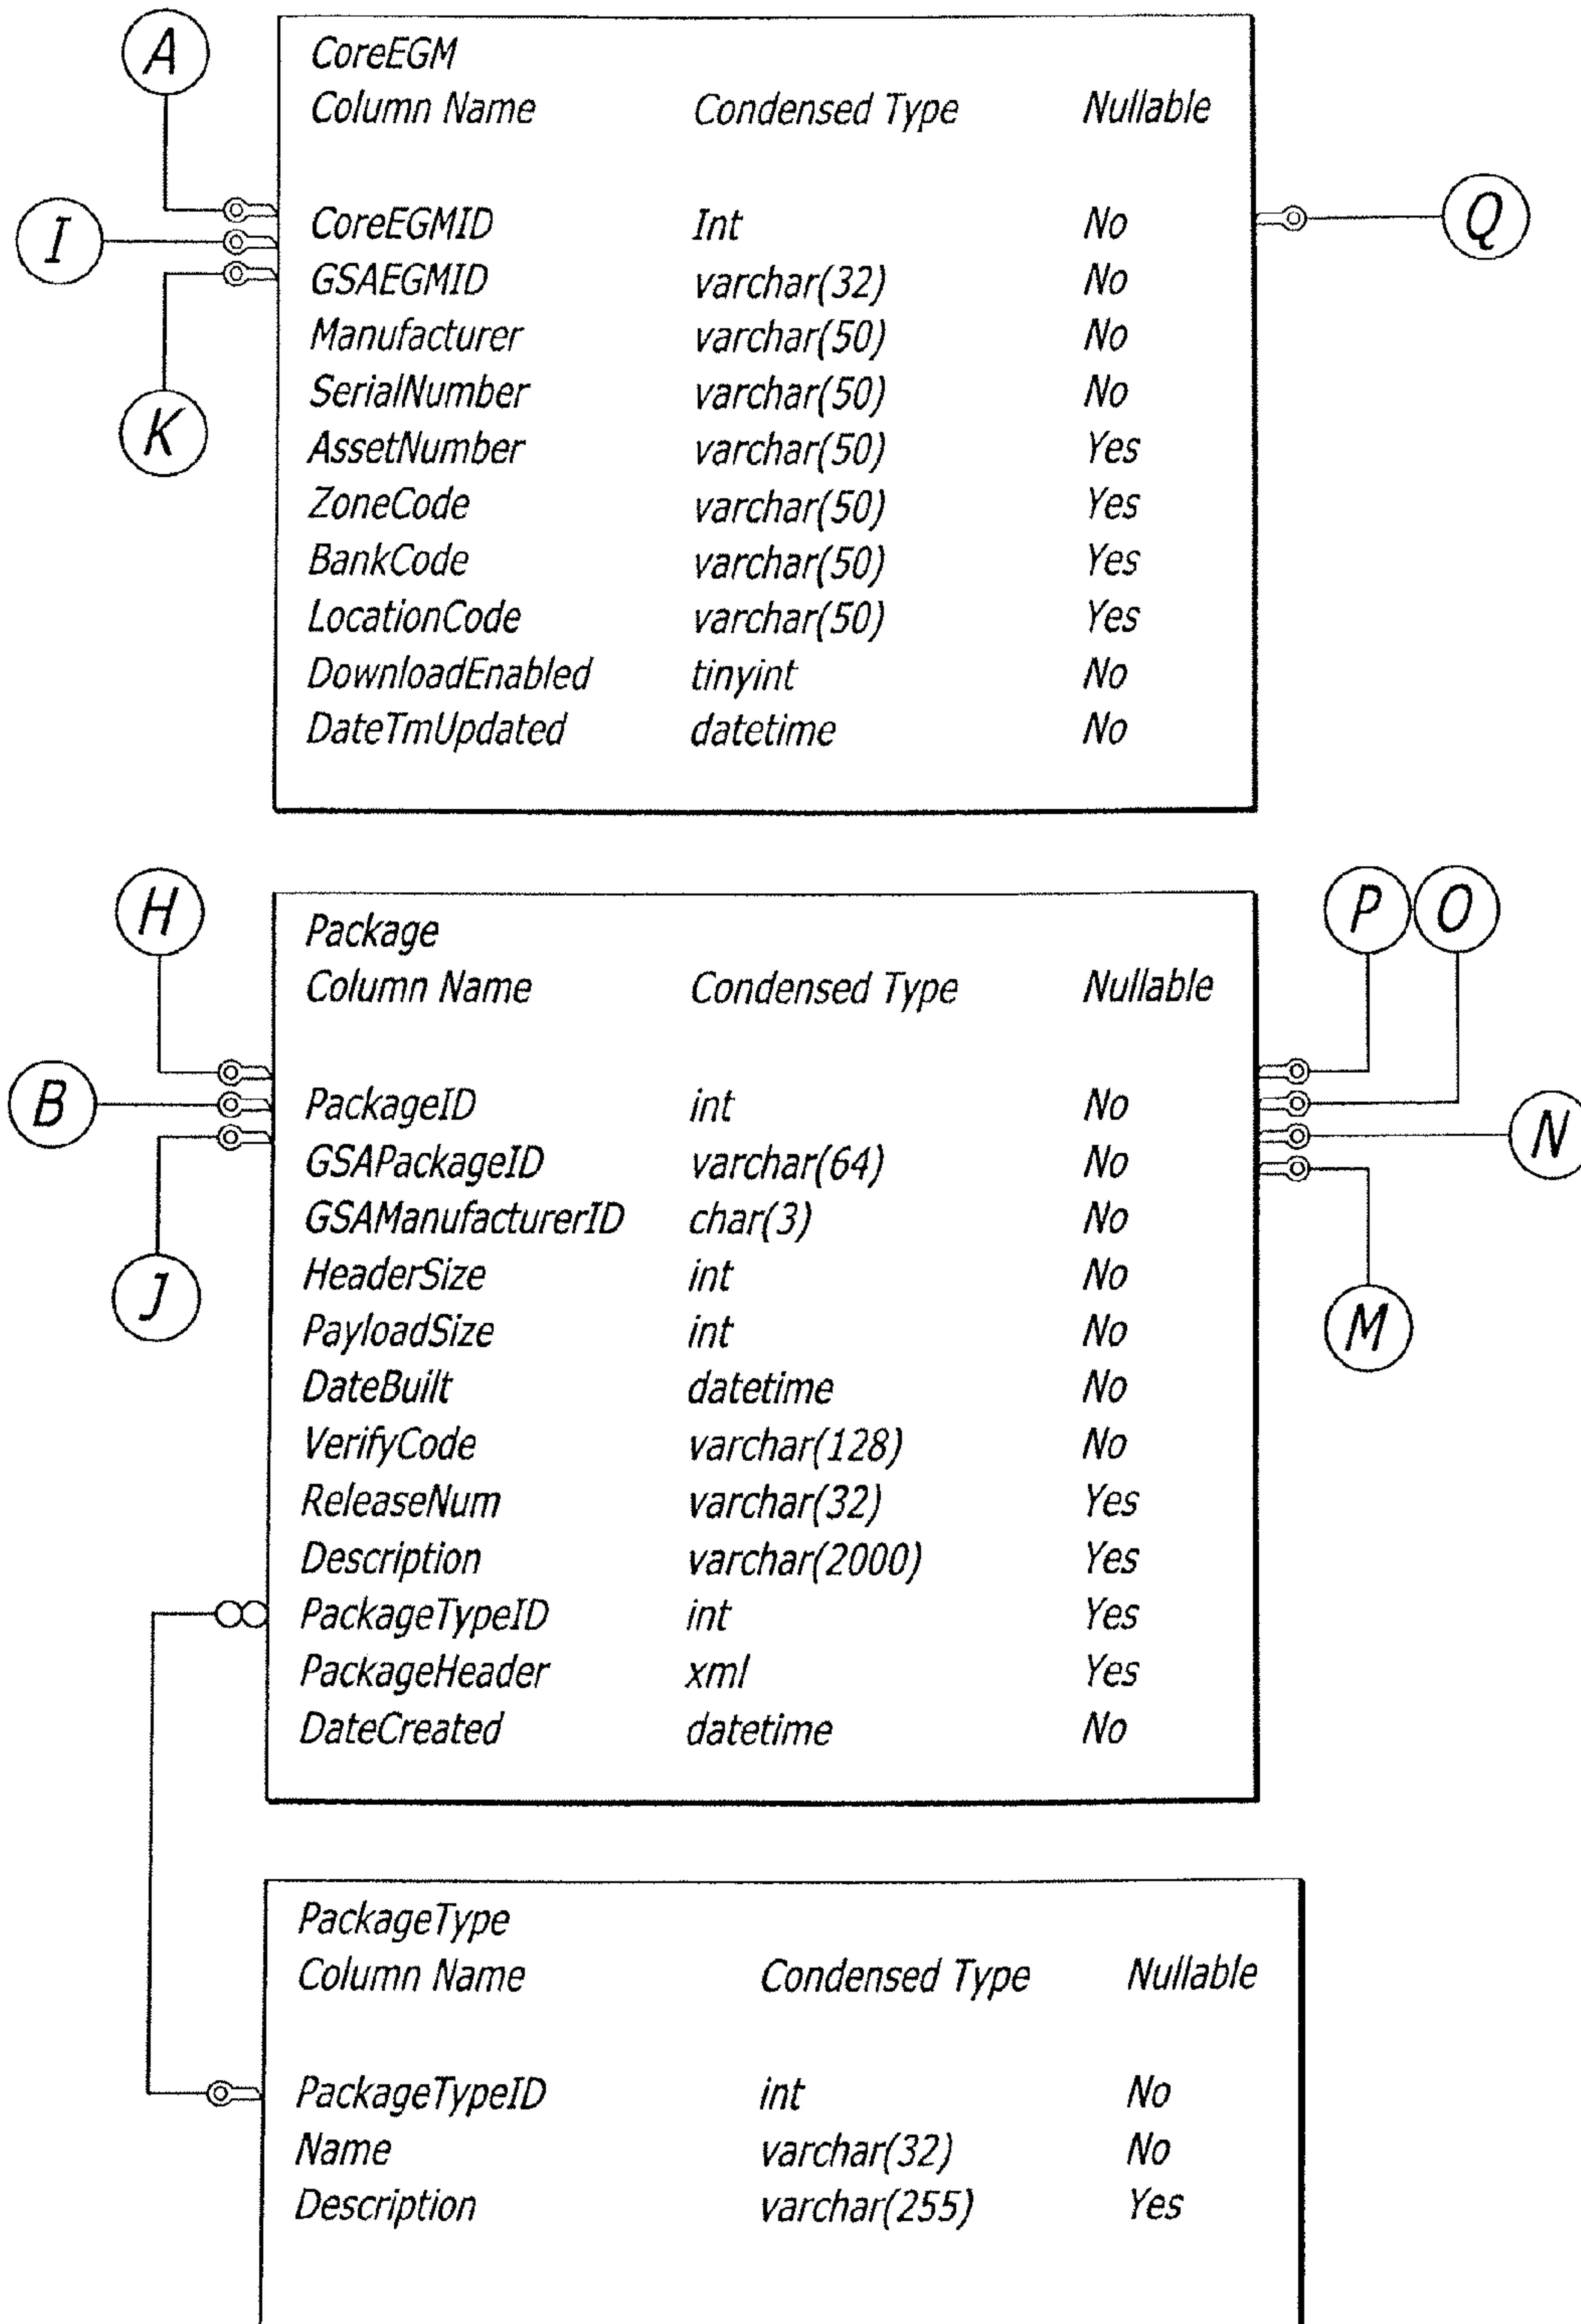 A
I
K
Q
CoreEGM
Column Name Condensed Type Nullable
CoreEGMID Int No
GSAEGMID varchar(32) No
Manufacturer varchar(50) No
SerialNumber varchar(50) No
AssetNumber varchar(50) Yes
ZoneCode varchar(50) Yes
BankCode varchar(50) Yes
LocationCode varchar(50) Yes
DownloadEnabled tinyint No
DateTmUpdated datetime No
H
B
J
P
O
N
M
Package
Column Name Condensed Type Nullable
PackageID int No
GSAPackageID varchar(64) No
GSAManufacturerID char(3) No
HeaderSize int No
PayloadSize int No
DateBuilt datetime No
VerifyCode varchar(128) No
ReleaseNum varchar(32) Yes
Description varchar(2000) Yes
PackageTypeID int Yes
PackageHeader xml Yes
DateCreated datetime No
PackageType
Column Name Condensed Type Nullable
PackageTypeID int No
Name varchar(32) No
Description varchar(255) Yes